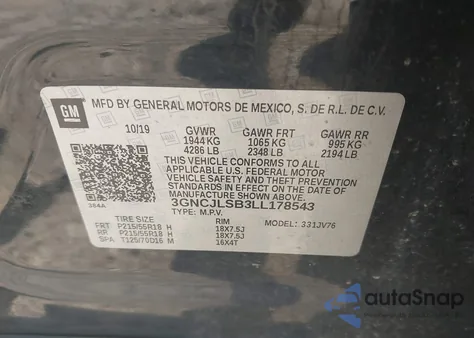 GM
MFD BY GENERAL MOTORS DE MEXICO, S. DE R.L. DE C.V.
10/19 GVWR GAWR FRT GAWR RR
1944 KG 1065 KG 995 KG
4286 LB 2348 LB 2194 LB
THIS VEHICLE CONFORMS TO ALL
APPLICABLE U.S. FEDERAL MOTOR
VEHICLE SAFETY AND THEFT PREVENTION
STANDARDS IN EFFECT ON THE DATE OF
MANUFACTURE SHOWN ABOVE.
384A 3GNCJLSB3LL178543
TYPE: M.P.V. MODEL: 331JV76
TIRE SIZE RIM
FRT P215/55R18 H 18X7.5J
RR P215/55R18 H 18X7.5J
SPA T125/70D16 M 16X4T
autoSnap